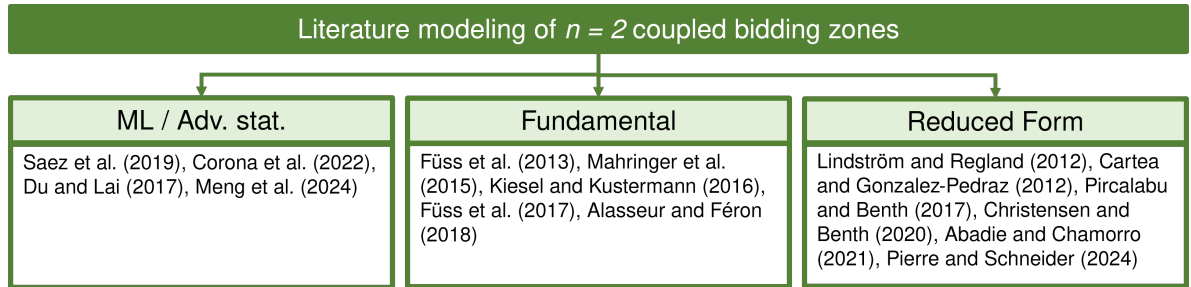 Literature modeling of n = 2 coupled bidding zones
ML / Adv. stat.
Saez et al. (2019), Corona et al. (2022),
Du and Lai (2017), Meng et al. (2024)
Fundamental
Füss et al. (2013), Mahringer et al.
(2015), Kiesel and Kustermann (2016),
Füss et al. (2017), Alasseur and Féron
(2018)
Reduced Form
Lindström and Regland (2012), Cartea
and Gonzalez-Pedraz (2012), Pircalabu
and Benth (2017), Christensen and
Benth (2020), Abadie and Chamorro
(2021), Pierre and Schneider (2024)